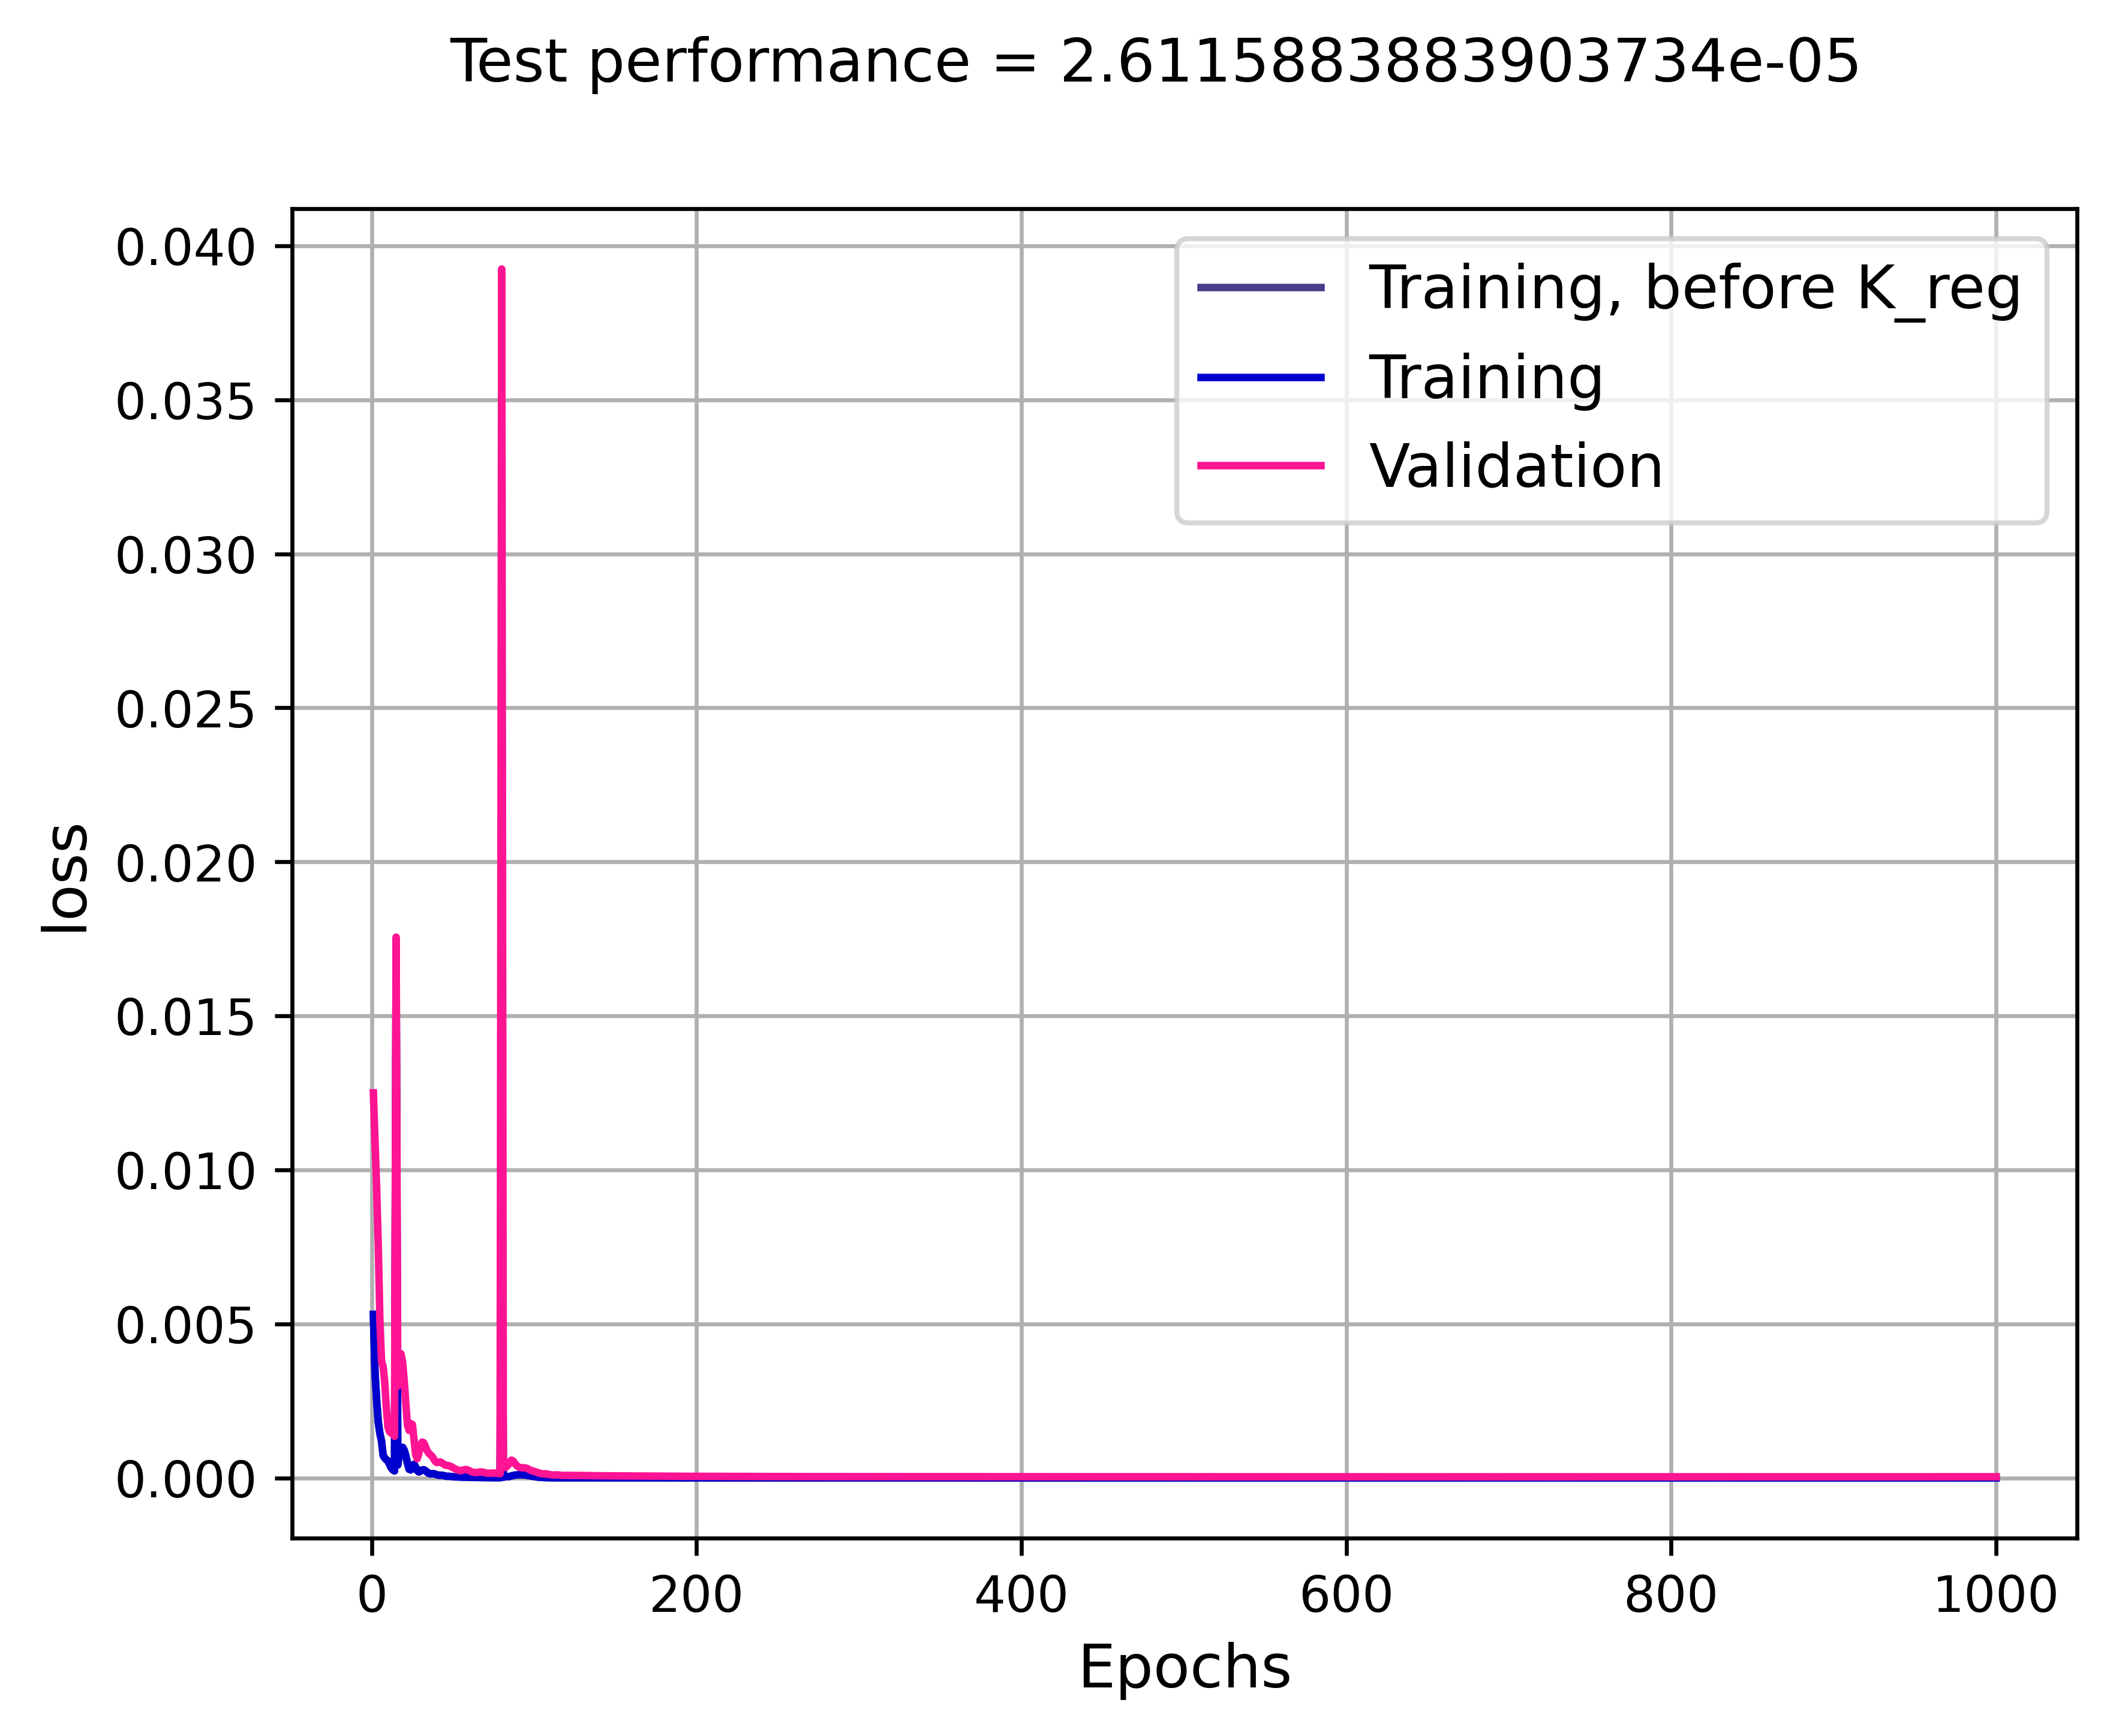 Test performance = 2.6115883883903734e-05
Training, before K_reg
Training
Validation
0.040
0.035
0.030
0.025
0.020
0.015
0.010
0.005
0.000
loss
0 200 400 600 800 1000
Epochs